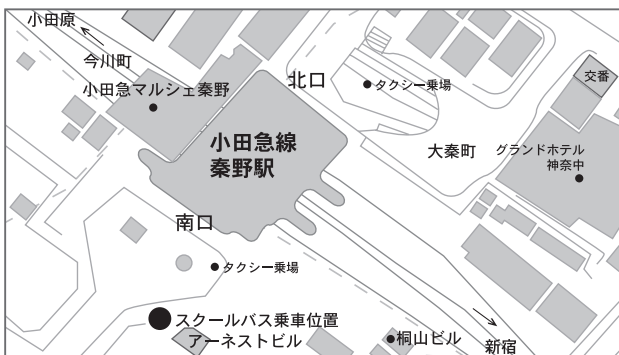 小田原
今川町
小田急マルシェ秦野
北口
タクシー乗場
交番
小田急線
秦野駅
大秦町
グランドホテル
神奈中
南口
タクシー乗場
スクールバス乗車位置
アーネストビル
桐山ビル
新宿